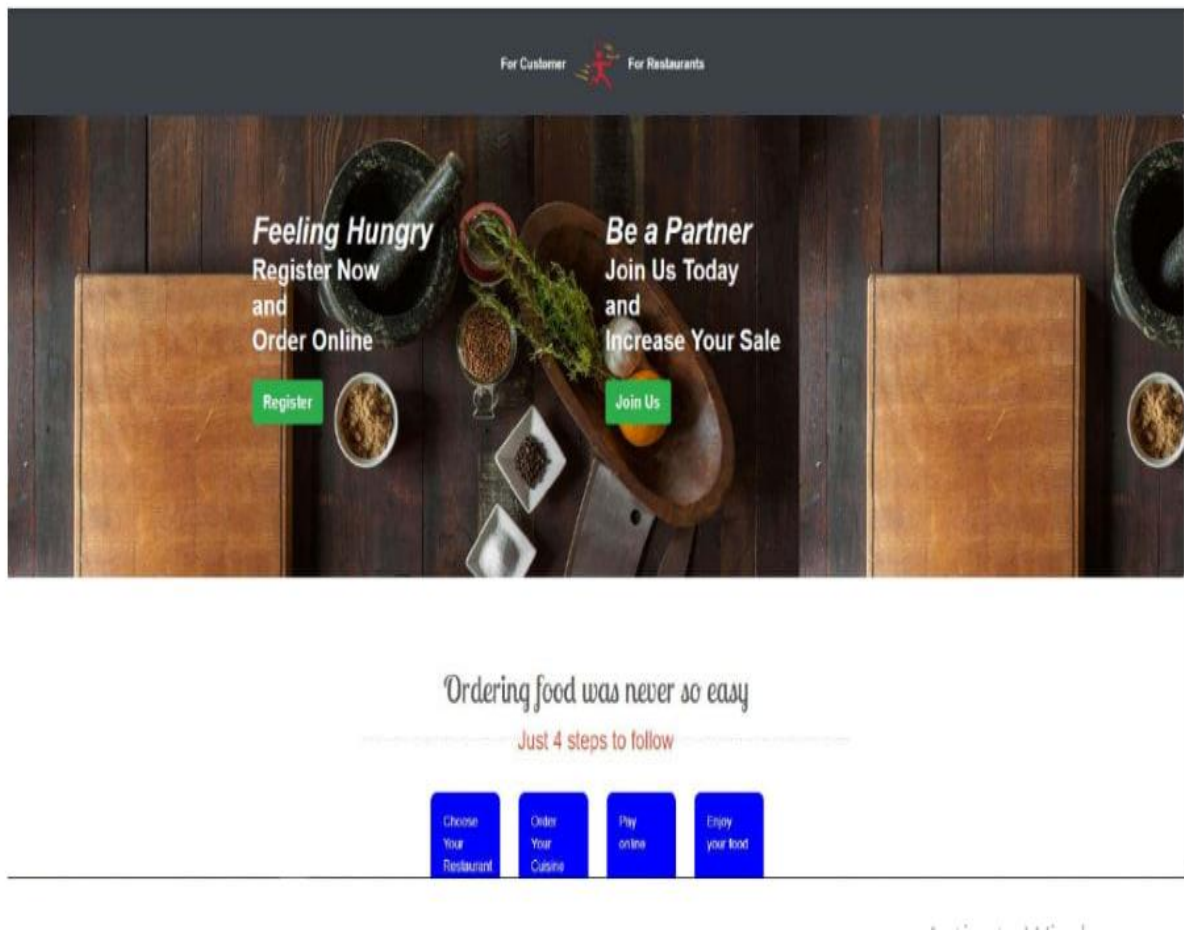 For Customer For Restaurants
Feeling Hungry
Register Now
and
Order Online
Register
Be a Partner
Join Us Today
and
Increase Your Sale
Join Us
Ordering food was never so easy
Just 4 steps to follow
Choose
Your
Restaurant
Order
Your
Cuisine
Pay
online
Enjoy
your food